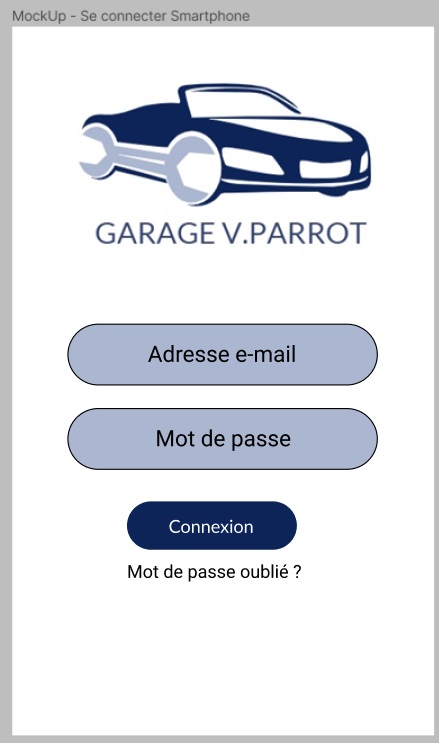 MockUp - Se connecter Smartphone
GARAGE V.PARROT
Adresse e-mail
Mot de passe
Connexion
Mot de passe oublié ?